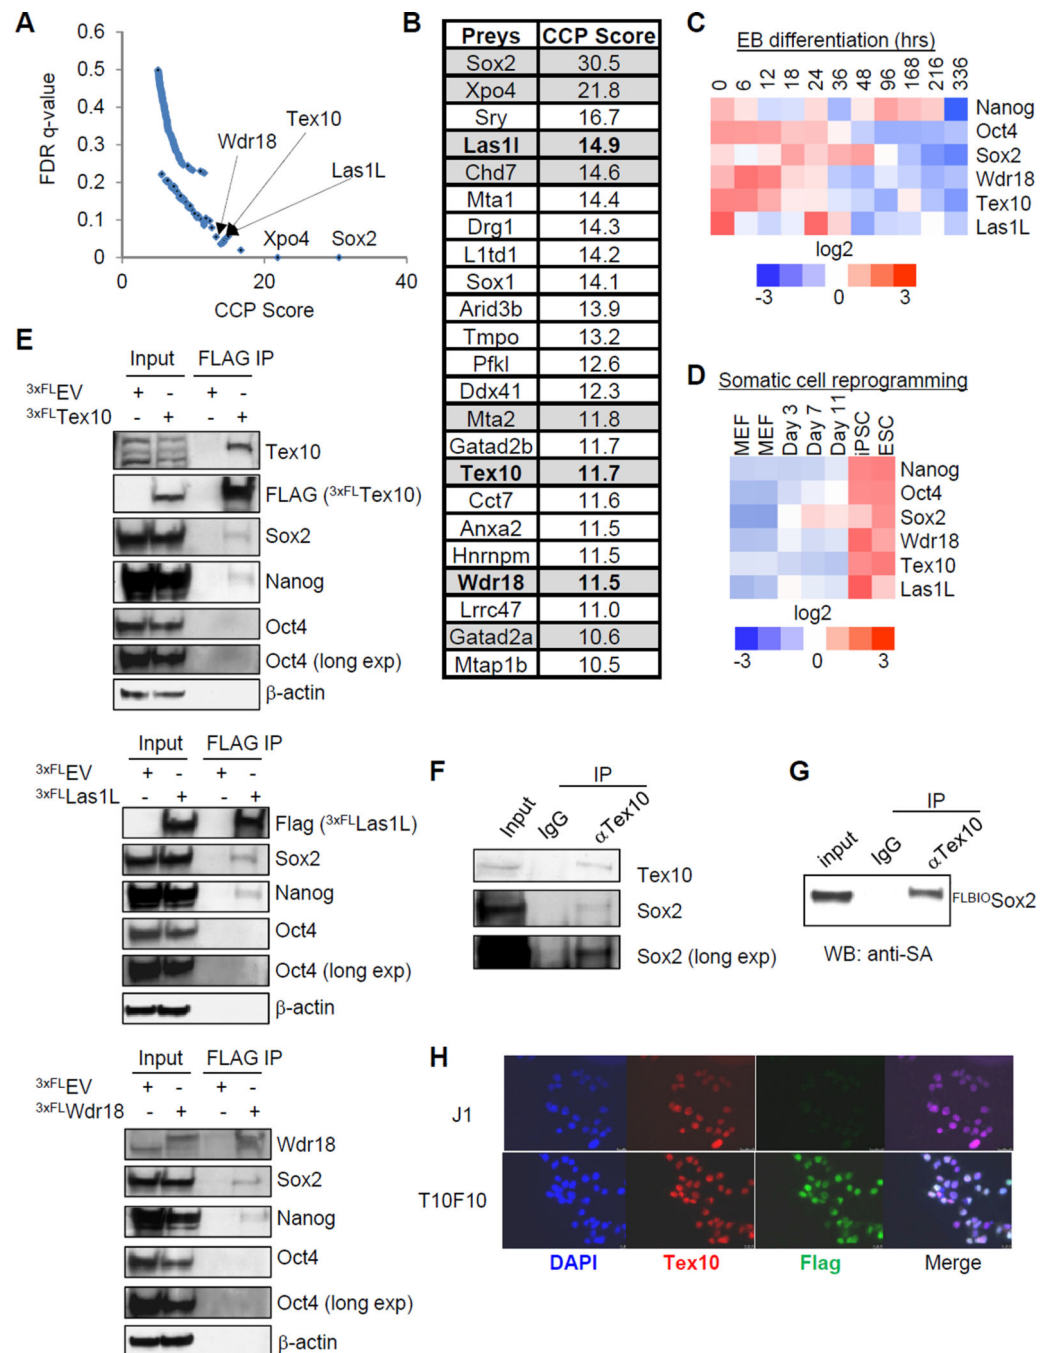 A
FDR q-value
0.6
0.5
0.4
0.3
0.2
0.1
0
Tex10
Wdr18
Las1L
Xpo4 Sox2
0 20 40
CCP Score
B
Preys CCP Score
Sox2 30.5
Xpo4 21.8
Sry 16.7
Las1l 14.9
Chd7 14.6
Mta1 14.4
Drg1 14.3
L1td1 14.2
Sox1 14.1
Arid3b 13.9
Tmpo 13.2
Pfkl 12.6
Ddx41 12.3
Mta2 11.8
Gatad2b 11.7
Tex10 11.7
Cct7 11.6
Anxa2 11.5
Hnrnpm 11.5
Wdr18 11.5
Lrrc47 11.0
Gatad2a 10.6
Mtap1b 10.5
C
EB differentiation (hrs)
0 6 12 18 24 36 48 96 168 216 336
Nanog
Oct4
Sox2
Wdr18
Tex10
Las1L
log2
-3 0 3
D
Somatic cell reprogramming
MEF MEF Day 3 Day 7 Day 11 iPSC ESC
Nanog
Oct4
Sox2
Wdr18
Tex10
Las1L
log2
-3 0 3
E
Input FLAG IP
3xFLEV + - + -
3xFLTex10 - + - +
Tex10
FLAG (3xFLTex10)
Sox2
Nanog
Oct4
Oct4 (long exp)
β-actin
Input FLAG IP
3xFLEV + - + -
3xFLLas1L - + - +
Flag (3xFLLas1L)
Sox2
Nanog
Oct4
Oct4 (long exp)
β-actin
Input FLAG IP
3xFLEV + - + -
3xFLWdr18 - + - +
Wdr18
Sox2
Nanog
Oct4
Oct4 (long exp)
β-actin
F
IP
Input IgG αTex10
Tex10
Sox2
Sox2 (long exp)
G
IP
input IgG αTex10
FLBIOSox2
WB: anti-SA
H
J1
T10F10
DAPI Tex10 Flag Merge